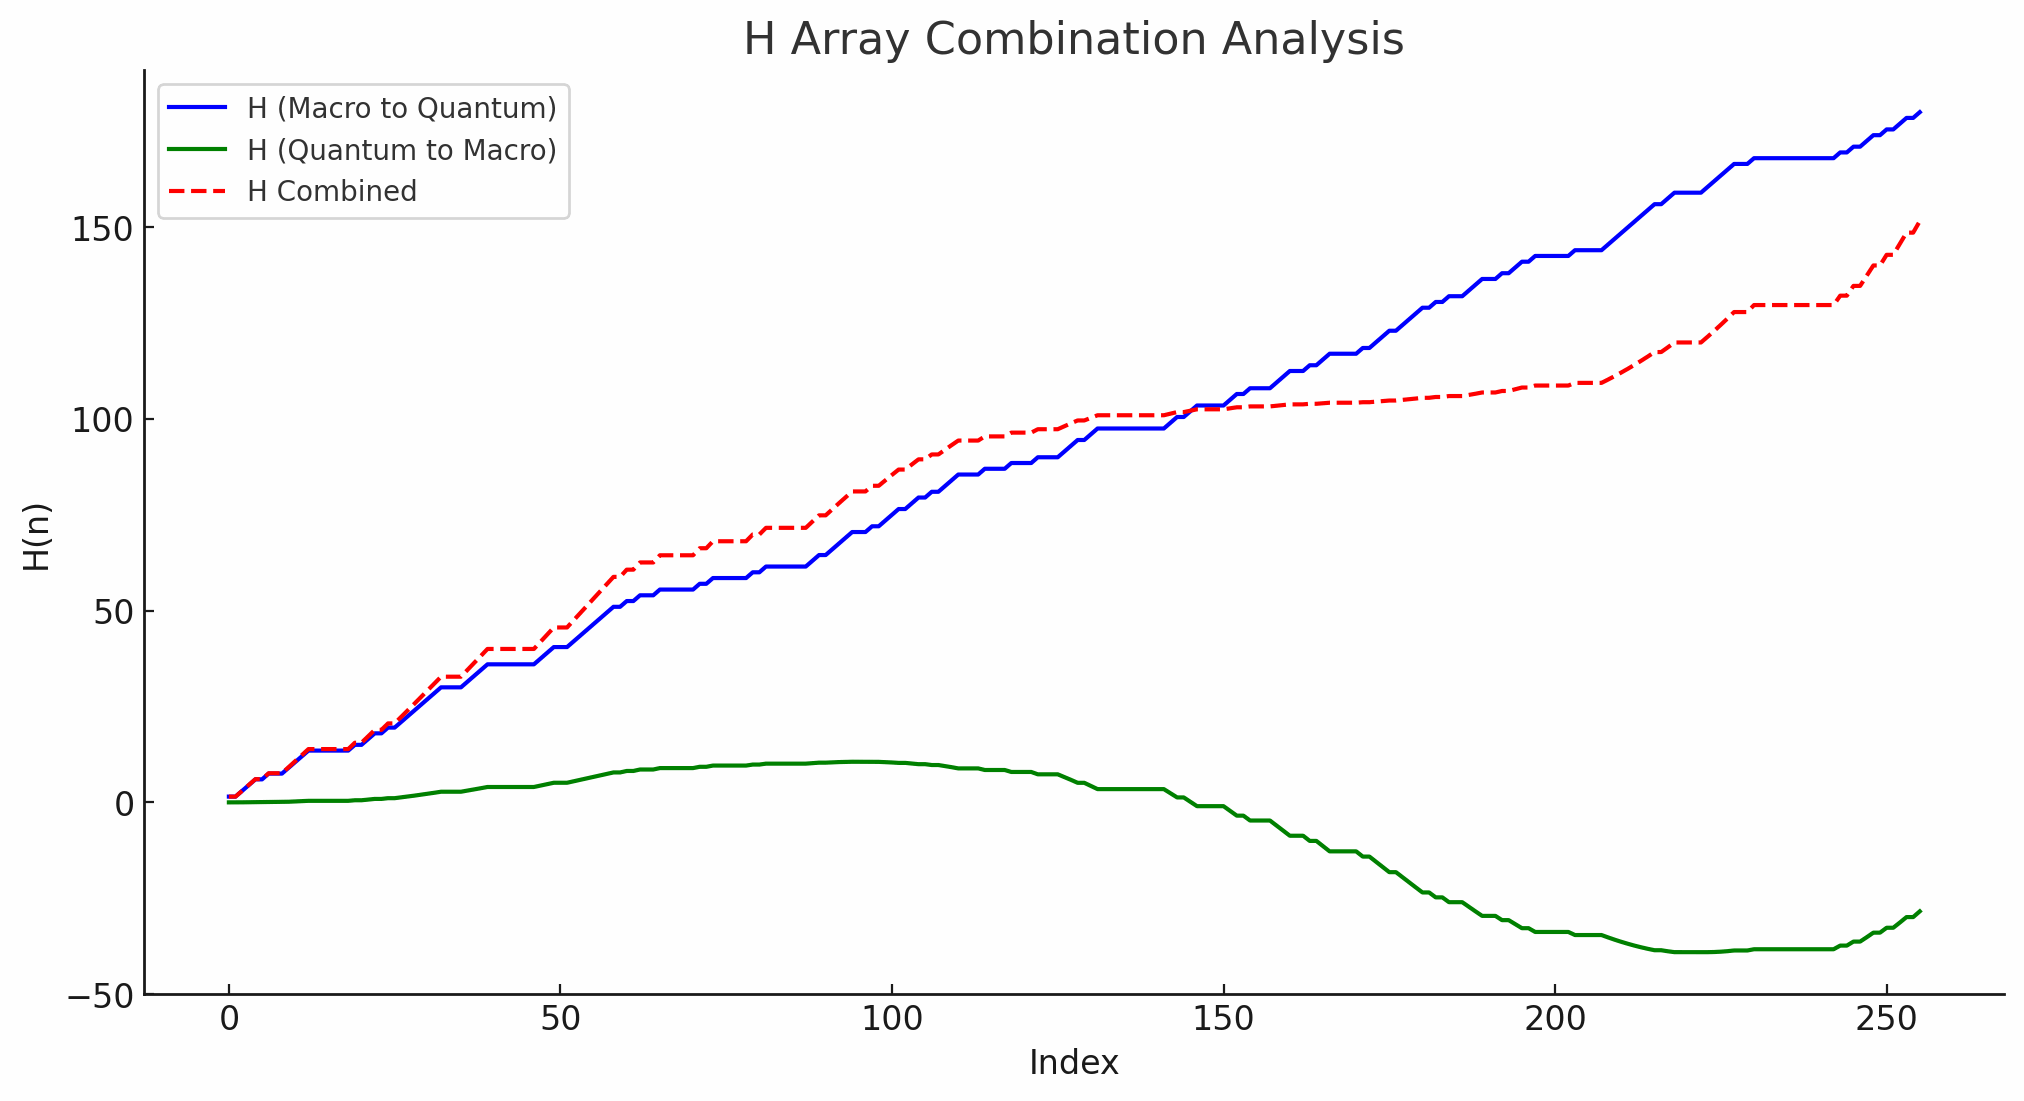 H Array Combination Analysis
H (Macro to Quantum)
H (Quantum to Macro)
H Combined
H(n)
150
100
50
0
−50
0 50 100 150 200 250
Index